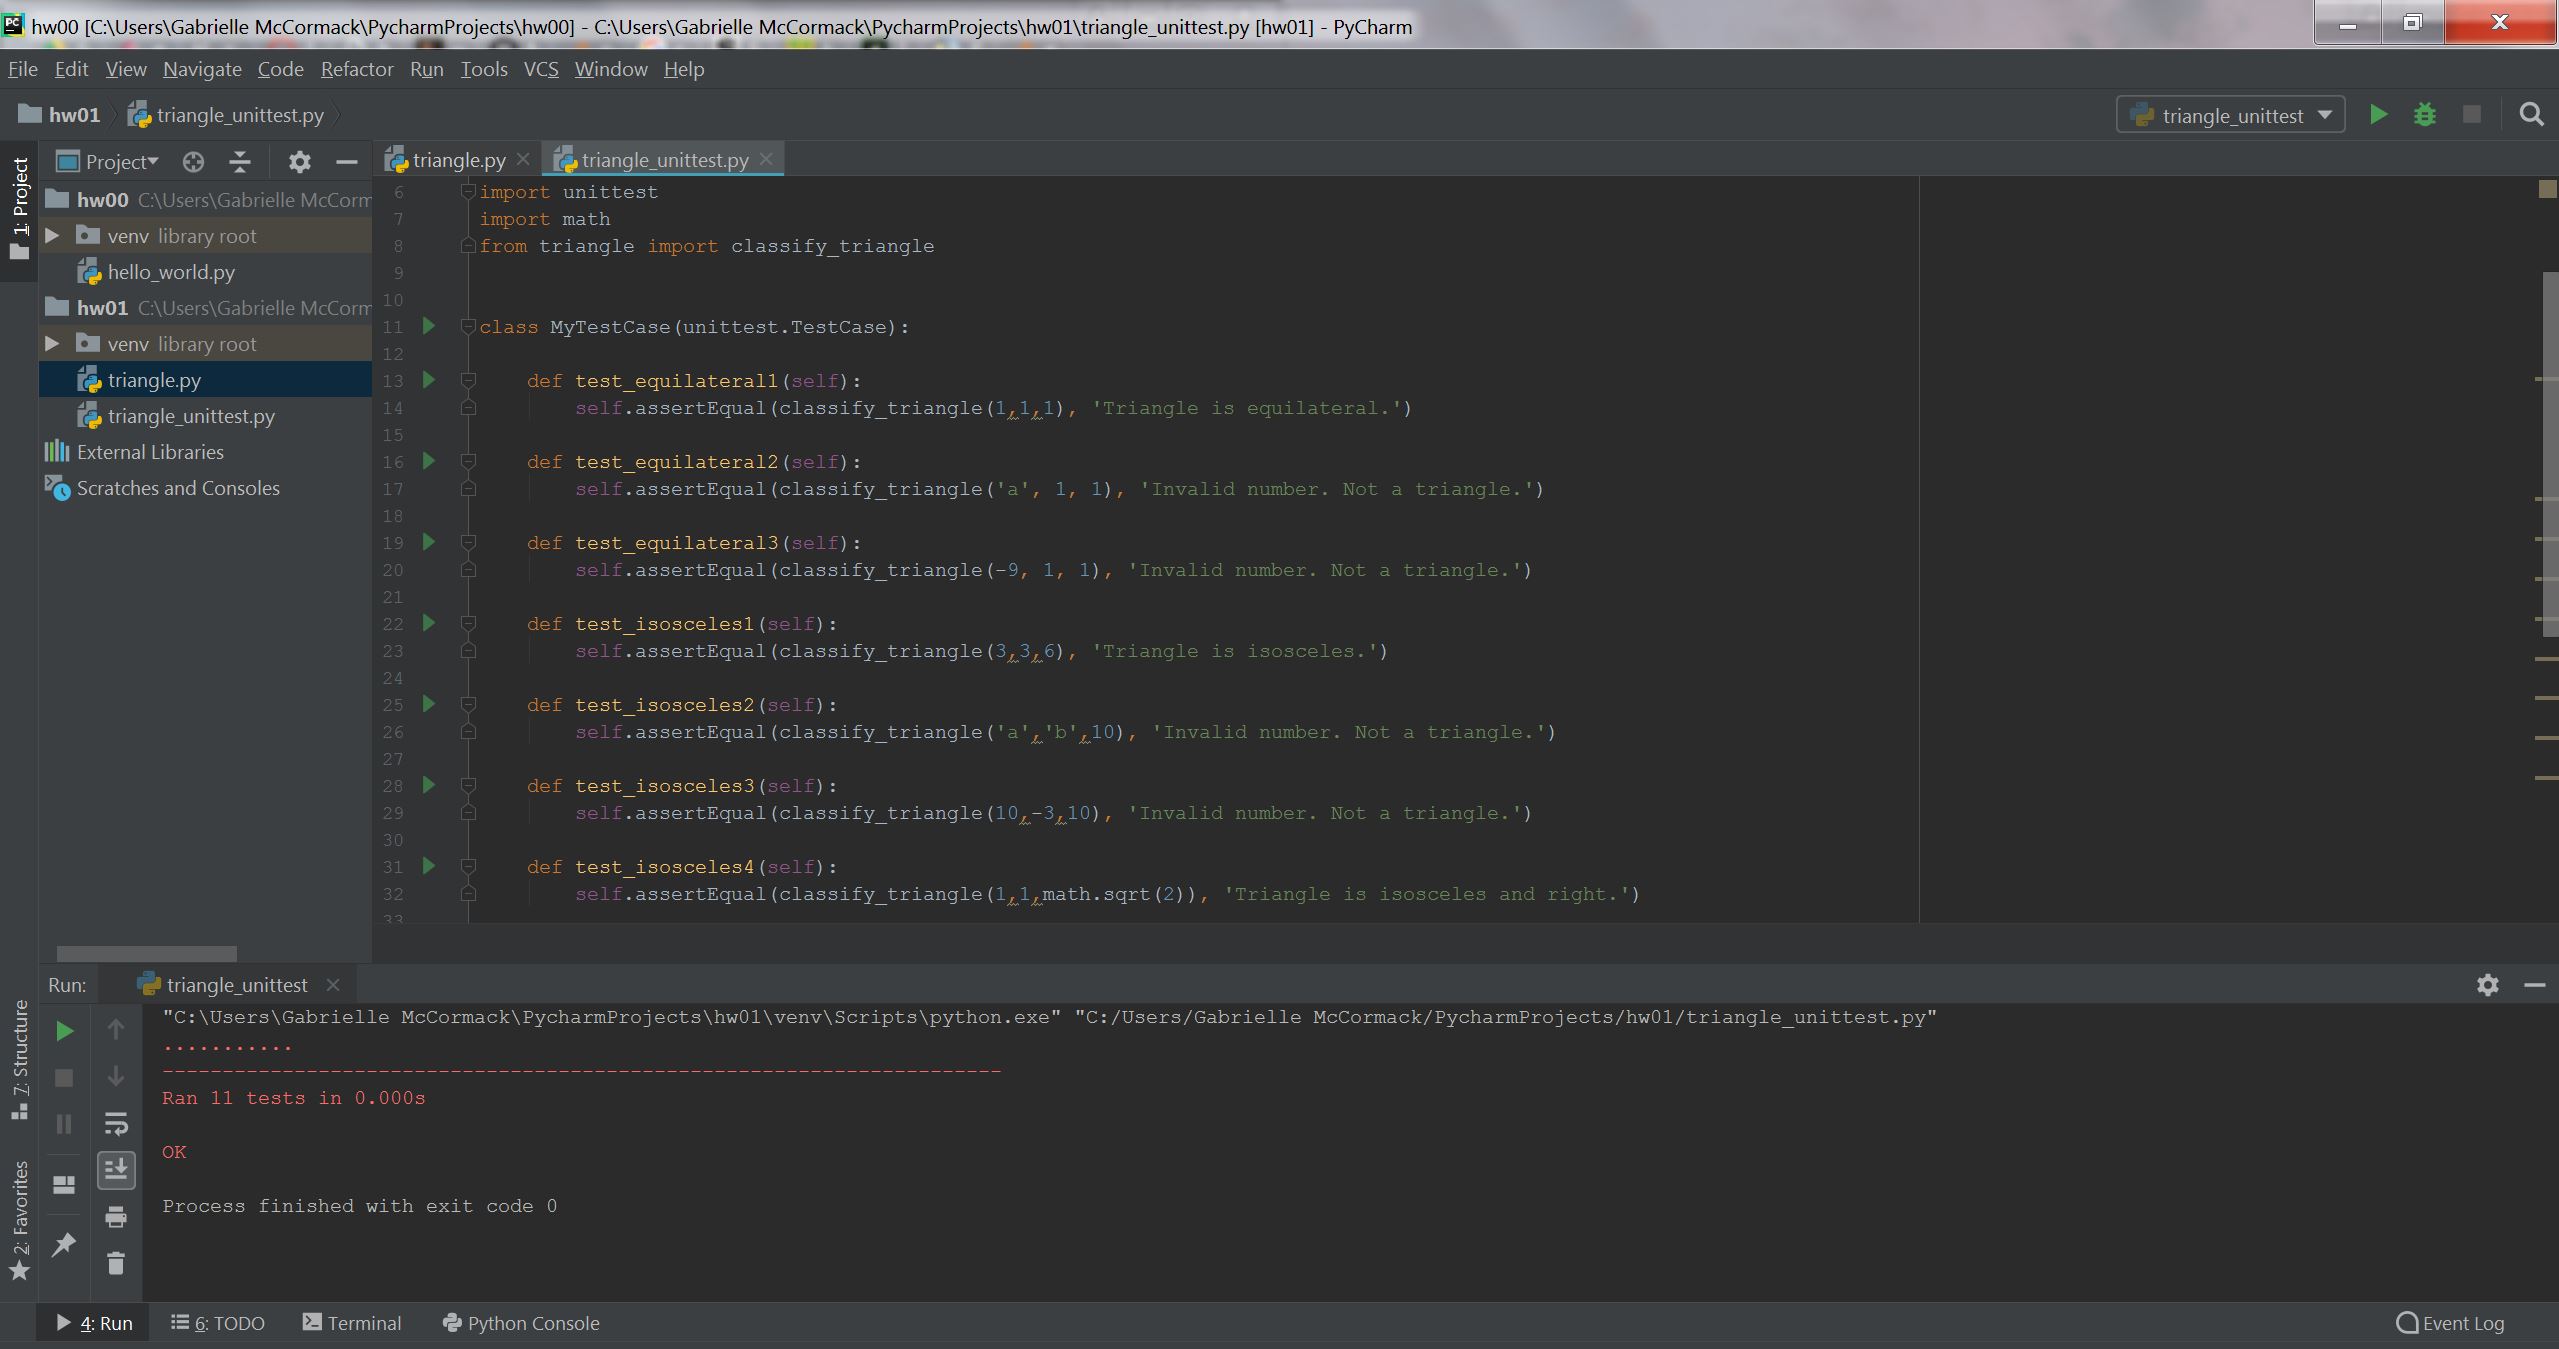 hw00 [C:\Users\Gabrielle McCormack\PycharmProjects\hw00] - C:\Users\Gabrielle McCormack\PycharmProjects\hw01\triangle_unittest.py [hw01] - PyCharm
File Edit View Navigate Code Refactor Run Tools VCS Window Help
hw01 triangle_unittest.py triangle_unittest
1: Project
Project
hw00 C:\Users\Gabrielle McCorm
venv library root
hello_world.py
hw01 C:\Users\Gabrielle McCorm
venv library root
triangle.py
triangle_unittest.py
External Libraries
Scratches and Consoles
triangle.py triangle_unittest.py
6 import unittest
7 import math
8 from triangle import classify_triangle
9
10
11 class MyTestCase(unittest.TestCase):
12
13 def test_equilateral1(self):
14 self.assertEqual(classify_triangle(1,1,1), 'Triangle is equilateral.')
15
16 def test_equilateral2(self):
17 self.assertEqual(classify_triangle('a', 1, 1), 'Invalid number. Not a triangle.')
18
19 def test_equilateral3(self):
20 self.assertEqual(classify_triangle(-9, 1, 1), 'Invalid number. Not a triangle.')
21
22 def test_isosceles1(self):
23 self.assertEqual(classify_triangle(3,3,6), 'Triangle is isosceles.')
24
25 def test_isosceles2(self):
26 self.assertEqual(classify_triangle('a','b',10), 'Invalid number. Not a triangle.')
27
28 def test_isosceles3(self):
29 self.assertEqual(classify_triangle(10,-3,10), 'Invalid number. Not a triangle.')
30
31 def test_isosceles4(self):
32 self.assertEqual(classify_triangle(1,1,math.sqrt(2)), 'Triangle is isosceles and right.')
33
Run: triangle_unittest
"C:\Users\Gabrielle McCormack\PycharmProjects\hw01\venv\Scripts\python.exe" "C:/Users/Gabrielle McCormack/PycharmProjects/hw01/triangle_unittest.py"
...........
----------------------------------------------------------------------
Ran 11 tests in 0.000s
OK
Process finished with exit code 0
7: Structure
2: Favorites
4: Run 6: TODO Terminal Python Console Event Log